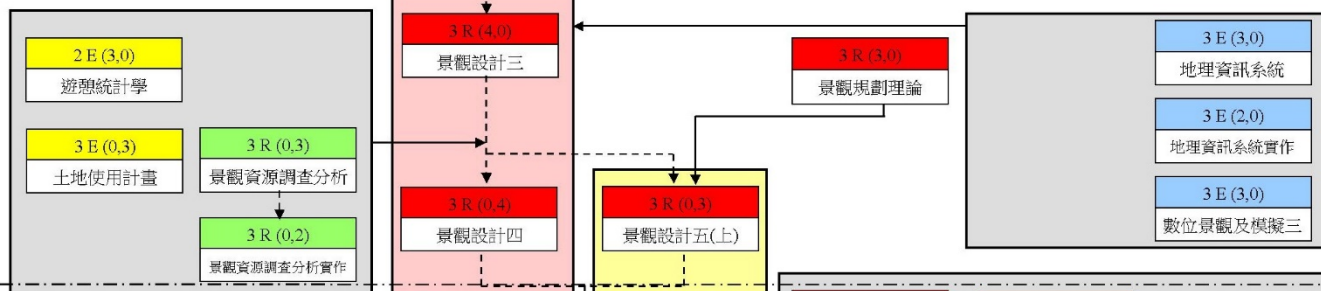 2 E (3,0)
遊憩統計學
3 E (0,3)
土地使用計畫
3 R (0,3)
景觀資源調查分析
3 R (0,2)
景觀資源調查分析實作
3 R (4,0)
景觀設計三
3 R (0,4)
景觀設計四
3 R (0,3)
景觀設計五(上)
3 R (3,0)
景觀規劃理論
3 E (3,0)
地理資訊系統
3 E (2,0)
地理資訊系統實作
3 E (3,0)
數位景觀及模擬三